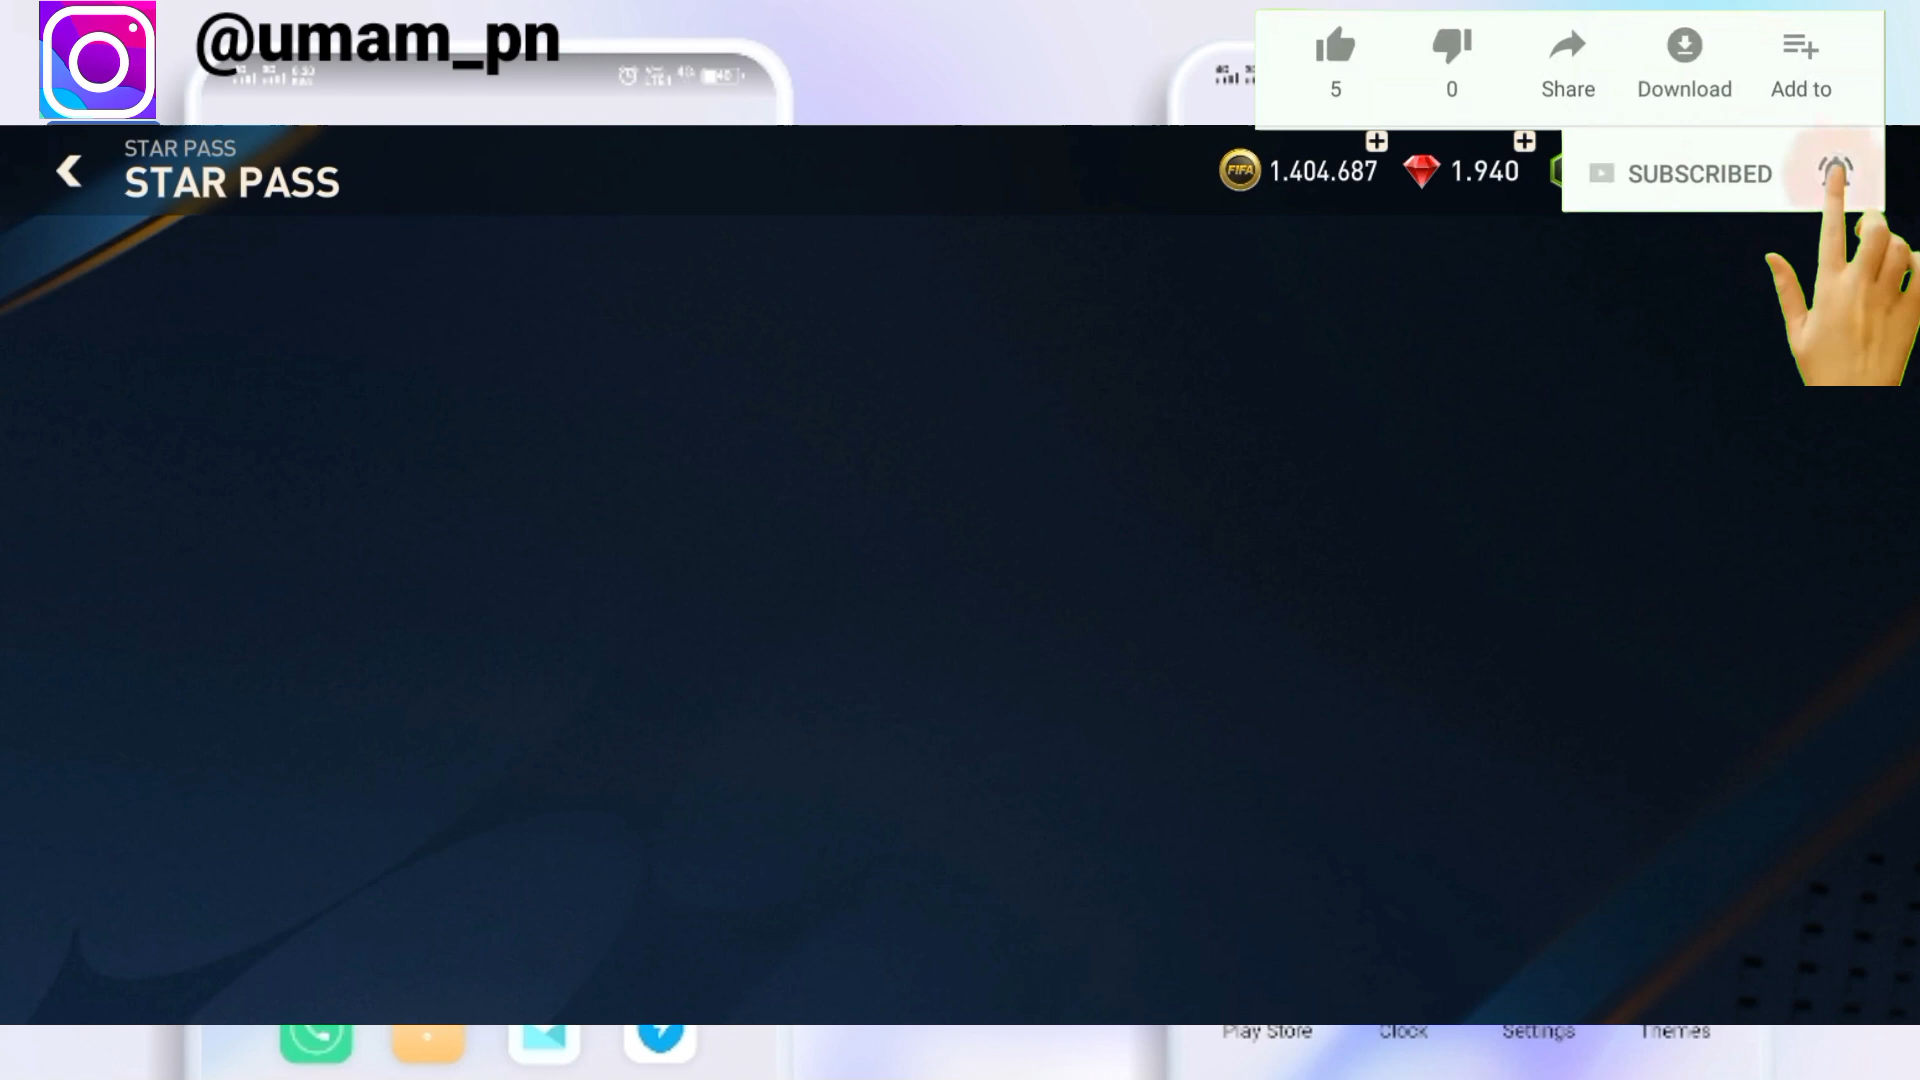 @umam_pn
5
0
Share
Download
Add to
STAR PASS
STAR PASS
FIFA
1.404.687
1.940
SUBSCRIBED
Play Store
Clock
Settings
Themes